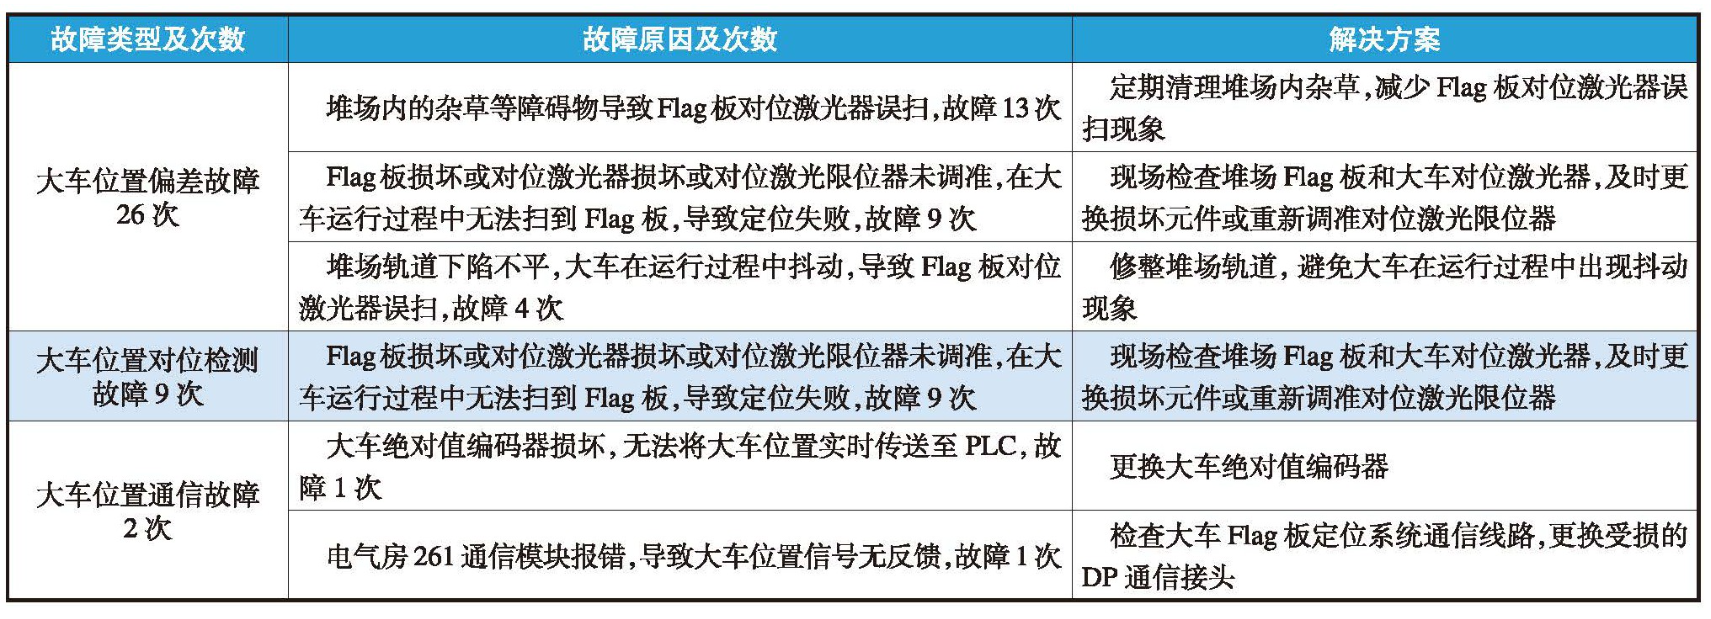 故障类型及次数
故障原因及次数
解决方案
大车位置偏差故障
26 次
堆场内的杂草等障碍物导致Flag板对位激光器误扫,故障13次
定期清理堆场内杂草,减少 Flag 板对位激光器误
扫现象
Flag板损坏或对位激光器损坏或对位激光限位器未调准,在大
车运行过程中无法扫到 Flag 板,导致定位失败,故障 9 次
现场检查堆场 Flag 板和大车对位激光器,及时更
换损坏元件或重新调准对位激光限位器
堆场轨道下陷不平,大车在运行过程中抖动,导致 Flag 板对位
激光器误扫,故障 4 次
修整堆场轨道, 避免大车在运行过程中出现抖动
现象
大车位置对位检测
故障 9 次
Flag板损坏或对位激光器损坏或对位激光限位器未调准,在大
车运行过程中无法扫到 Flag 板,导致定位失败,故障 9 次
现场检查堆场 Flag 板和大车对位激光器,及时更
换损坏元件或重新调准对位激光限位器
大车位置通信故障
2 次
大车绝对值编码器损坏,无法将大车位置实时传送至 PLC,故
障 1 次
更换大车绝对值编码器
电气房 261 通信模块报错,导致大车位置信号无反馈,故障 1 次
检查大车 Flag 板定位系统通信线路,更换受损的
DP 通信接头